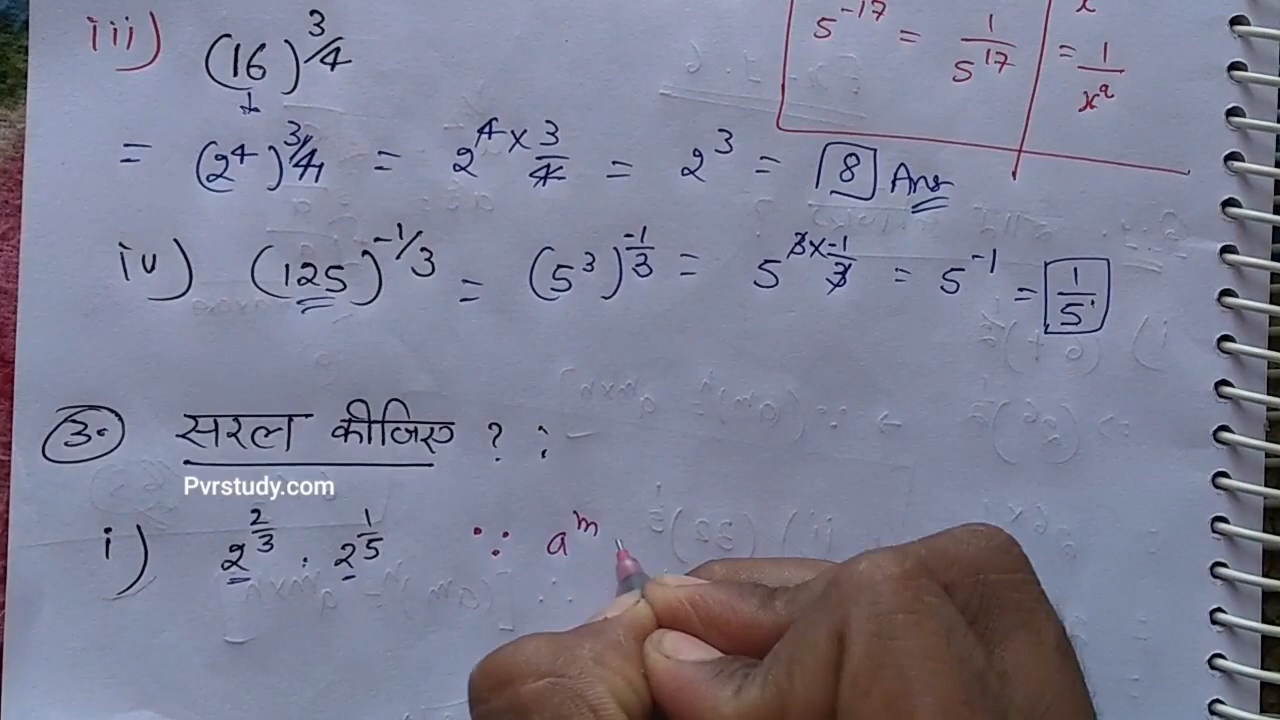 iii) (16)^3/4
5^-17 = 1/5^17
= 1/x^a
= (2^4)^3/4 = 2^4×3/4 = 2^3 = 8 Ans
iv) (125)^-1/3 = (5^3)^-1/3 = 5^3×-1/3 = 5^-1 = 1/5^1
3. सरल कीजिए ? :-
Pvrstudy.com
i) 2^2/3 . 2^1/5 ∵ a^m